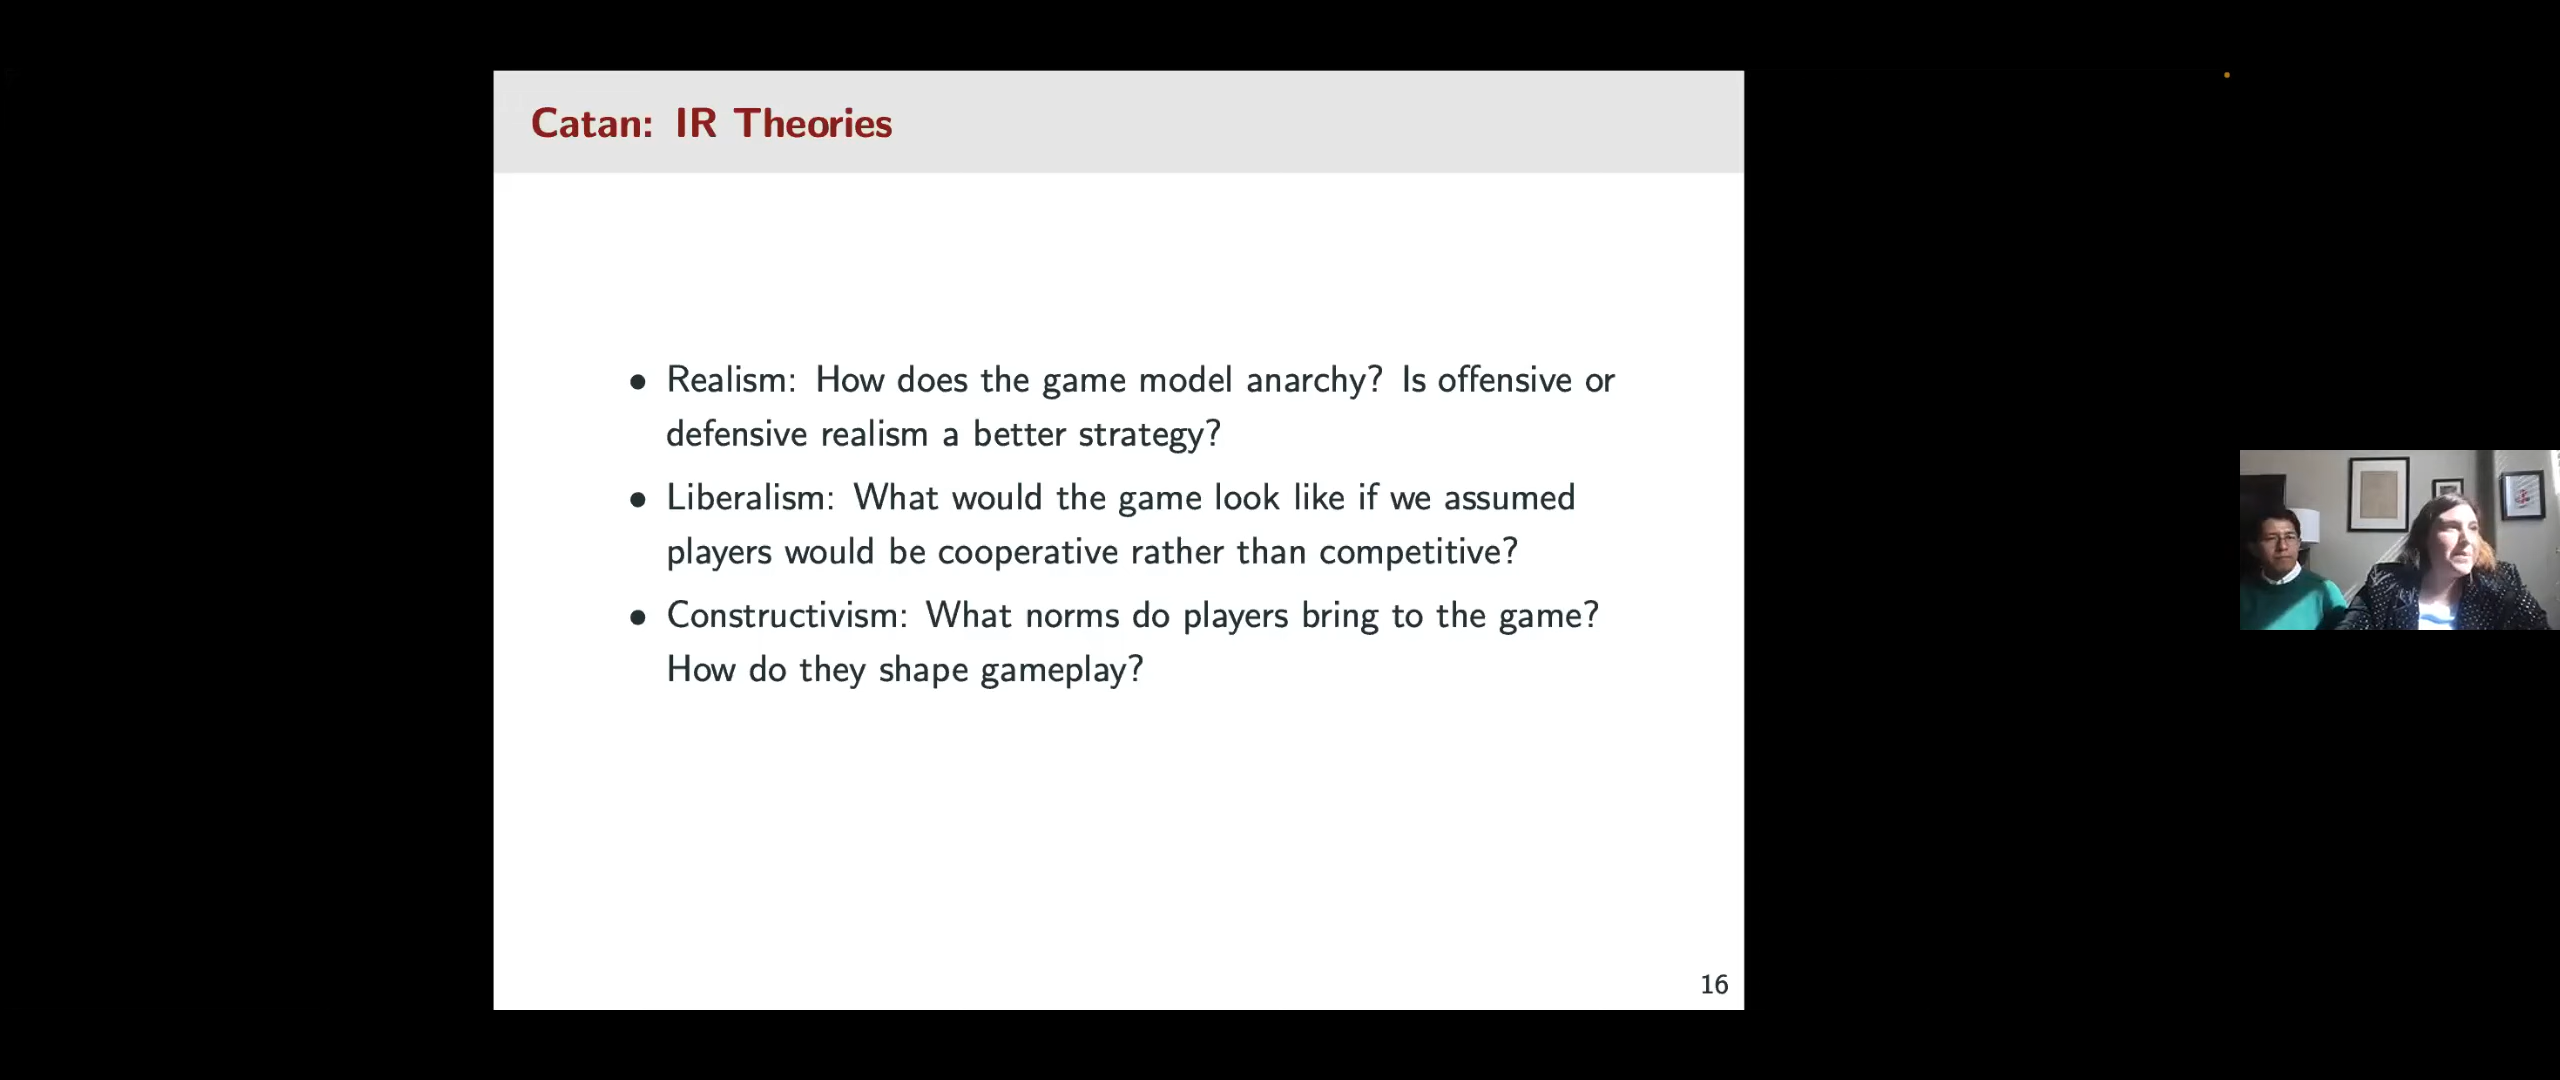 Catan: IR Theories
• Realism: How does the game model anarchy? Is offensive or
defensive realism a better strategy?
• Liberalism: What would the game look like if we assumed
players would be cooperative rather than competitive?
• Constructivism: What norms do players bring to the game?
How do they shape gameplay?
16